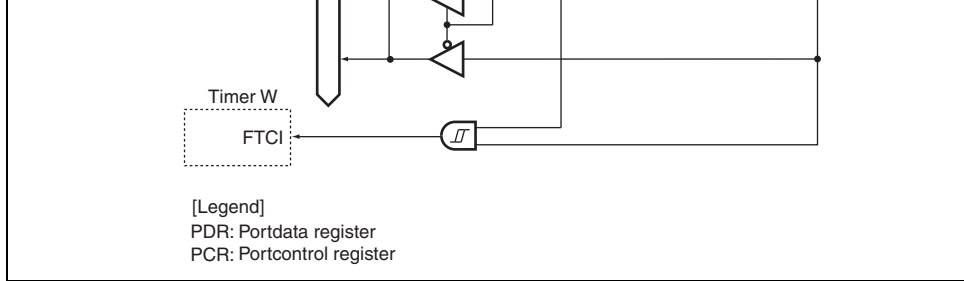 Timer W
FTCI
[Legend]
PDR: Portdata register
PCR: Portcontrol register